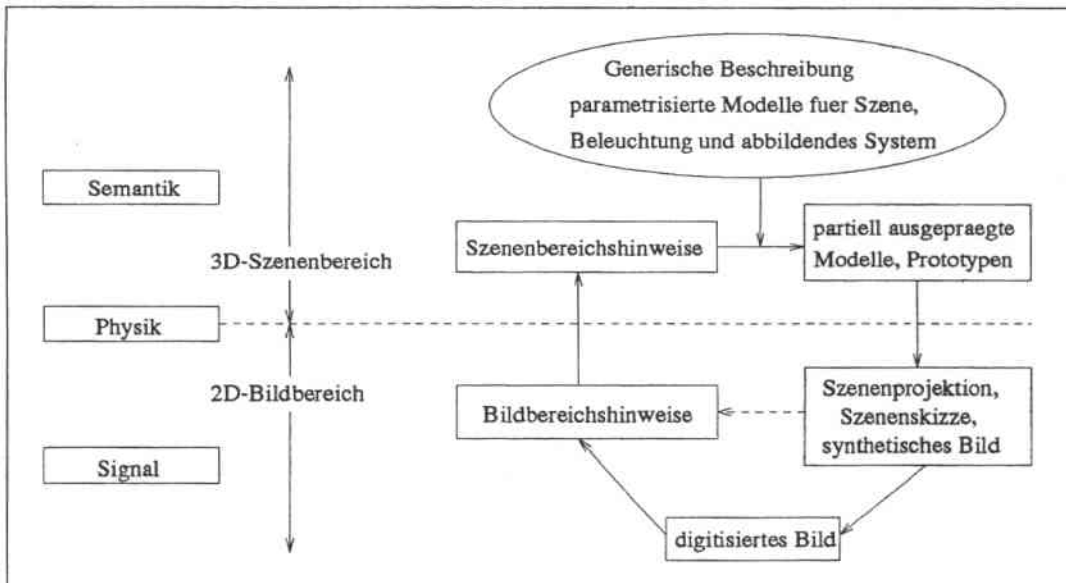 Generische Beschreibung
parametrisierte Modelle fuer Szene,
Beleuchtung und abbildendes System
Semantik
3D-Szenenbereich
Szenenbereichshinweise
partiell ausgepraegte
Modelle, Prototypen
Physik
2D-Bildbereich
Bildbereichshinweise
Szenenprojektion,
Szenenskizze,
synthetisches Bild
Signal
digitisiertes Bild